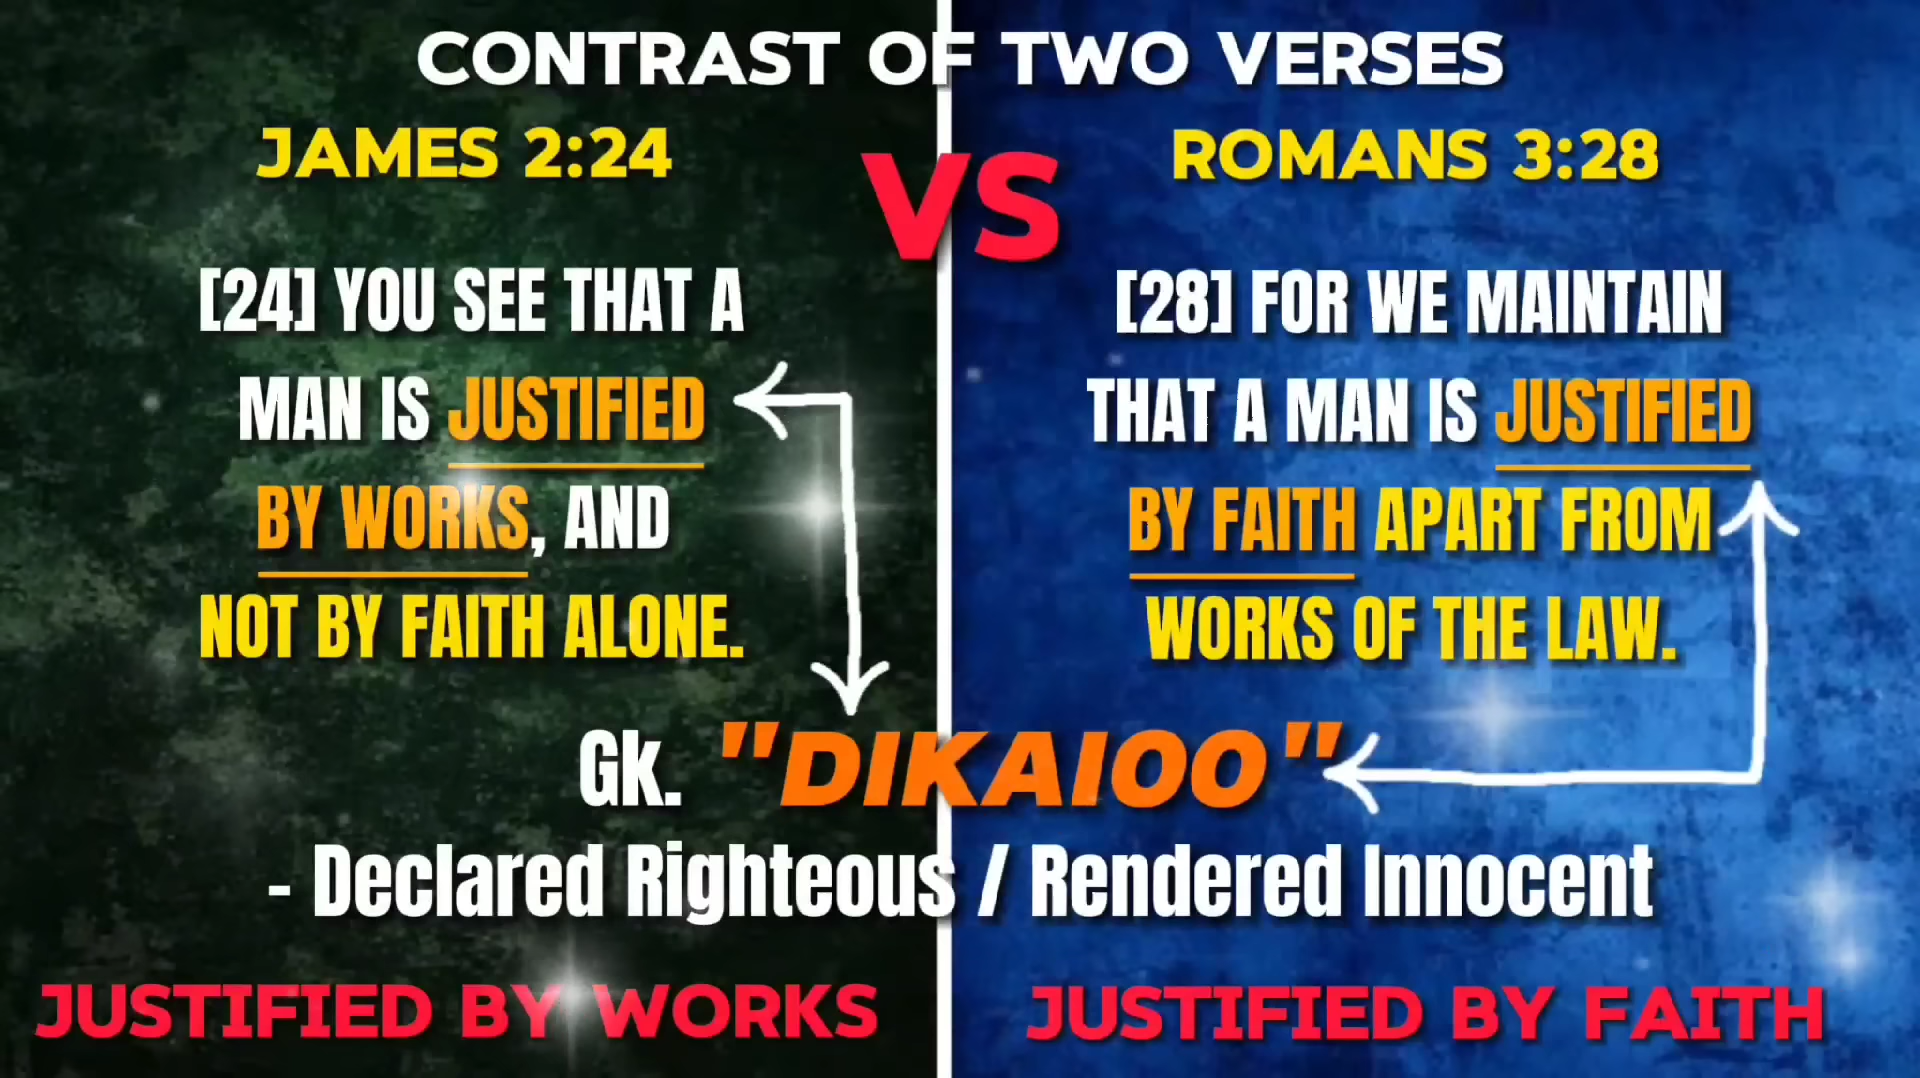 CONTRAST OF TWO VERSES
JAMES 2:24
VS
ROMANS 3:28
[24] YOU SEE THAT A
MAN IS JUSTIFIED
BY WORKS, AND
NOT BY FAITH ALONE.
[28] FOR WE MAINTAIN
THAT A MAN IS JUSTIFIED
BY FAITH APART FROM
WORKS OF THE LAW.
Gk. "DIKAIOO"
- Declared Righteous / Rendered Innocent
JUSTIFIED BY WORKS
JUSTIFIED BY FAITH